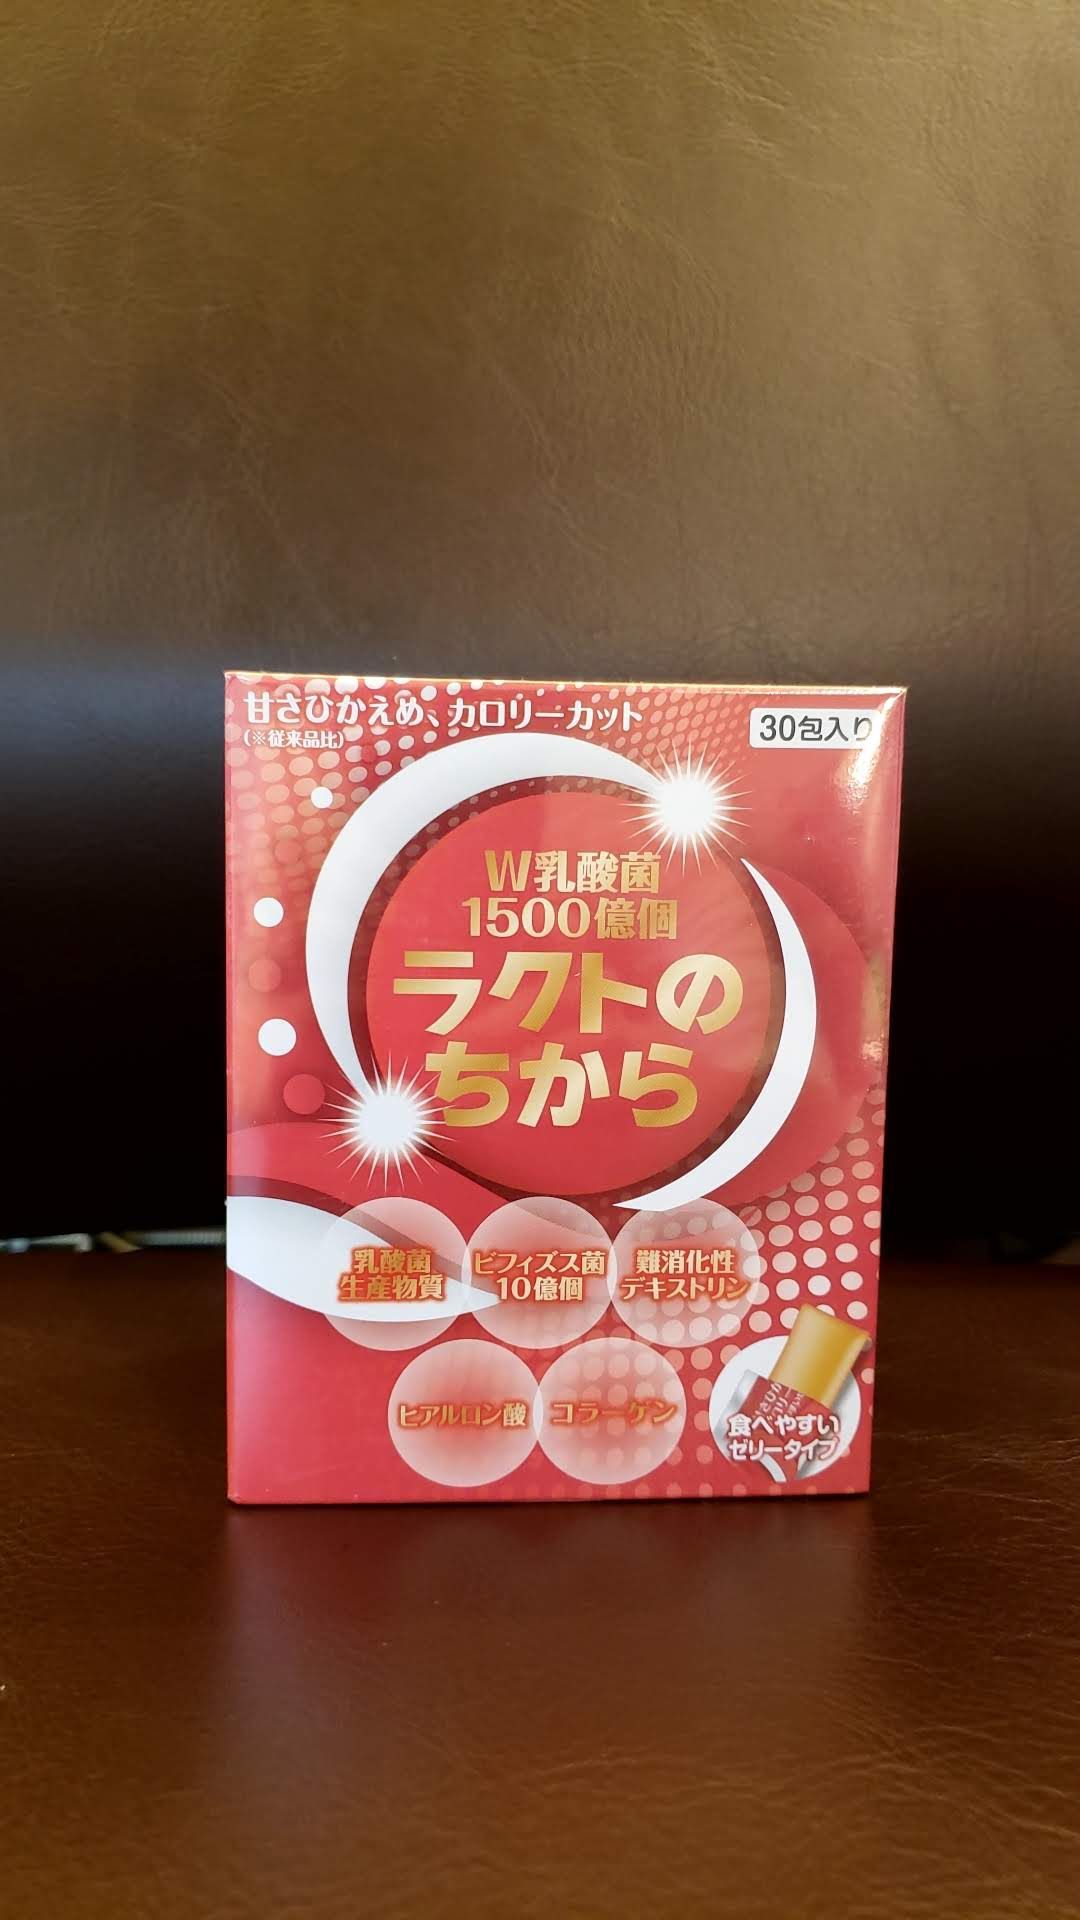 甘さひかえめ、カロリーカット
(※従来品比)
30包入り
W乳酸菌
1500億個
ラクトの
ちから
乳酸菌
生産物質
ビフィズス菌
10億個
難消化性
デキストリン
ヒアルロン酸
コラーゲン
食べやすい
ゼリータイプ